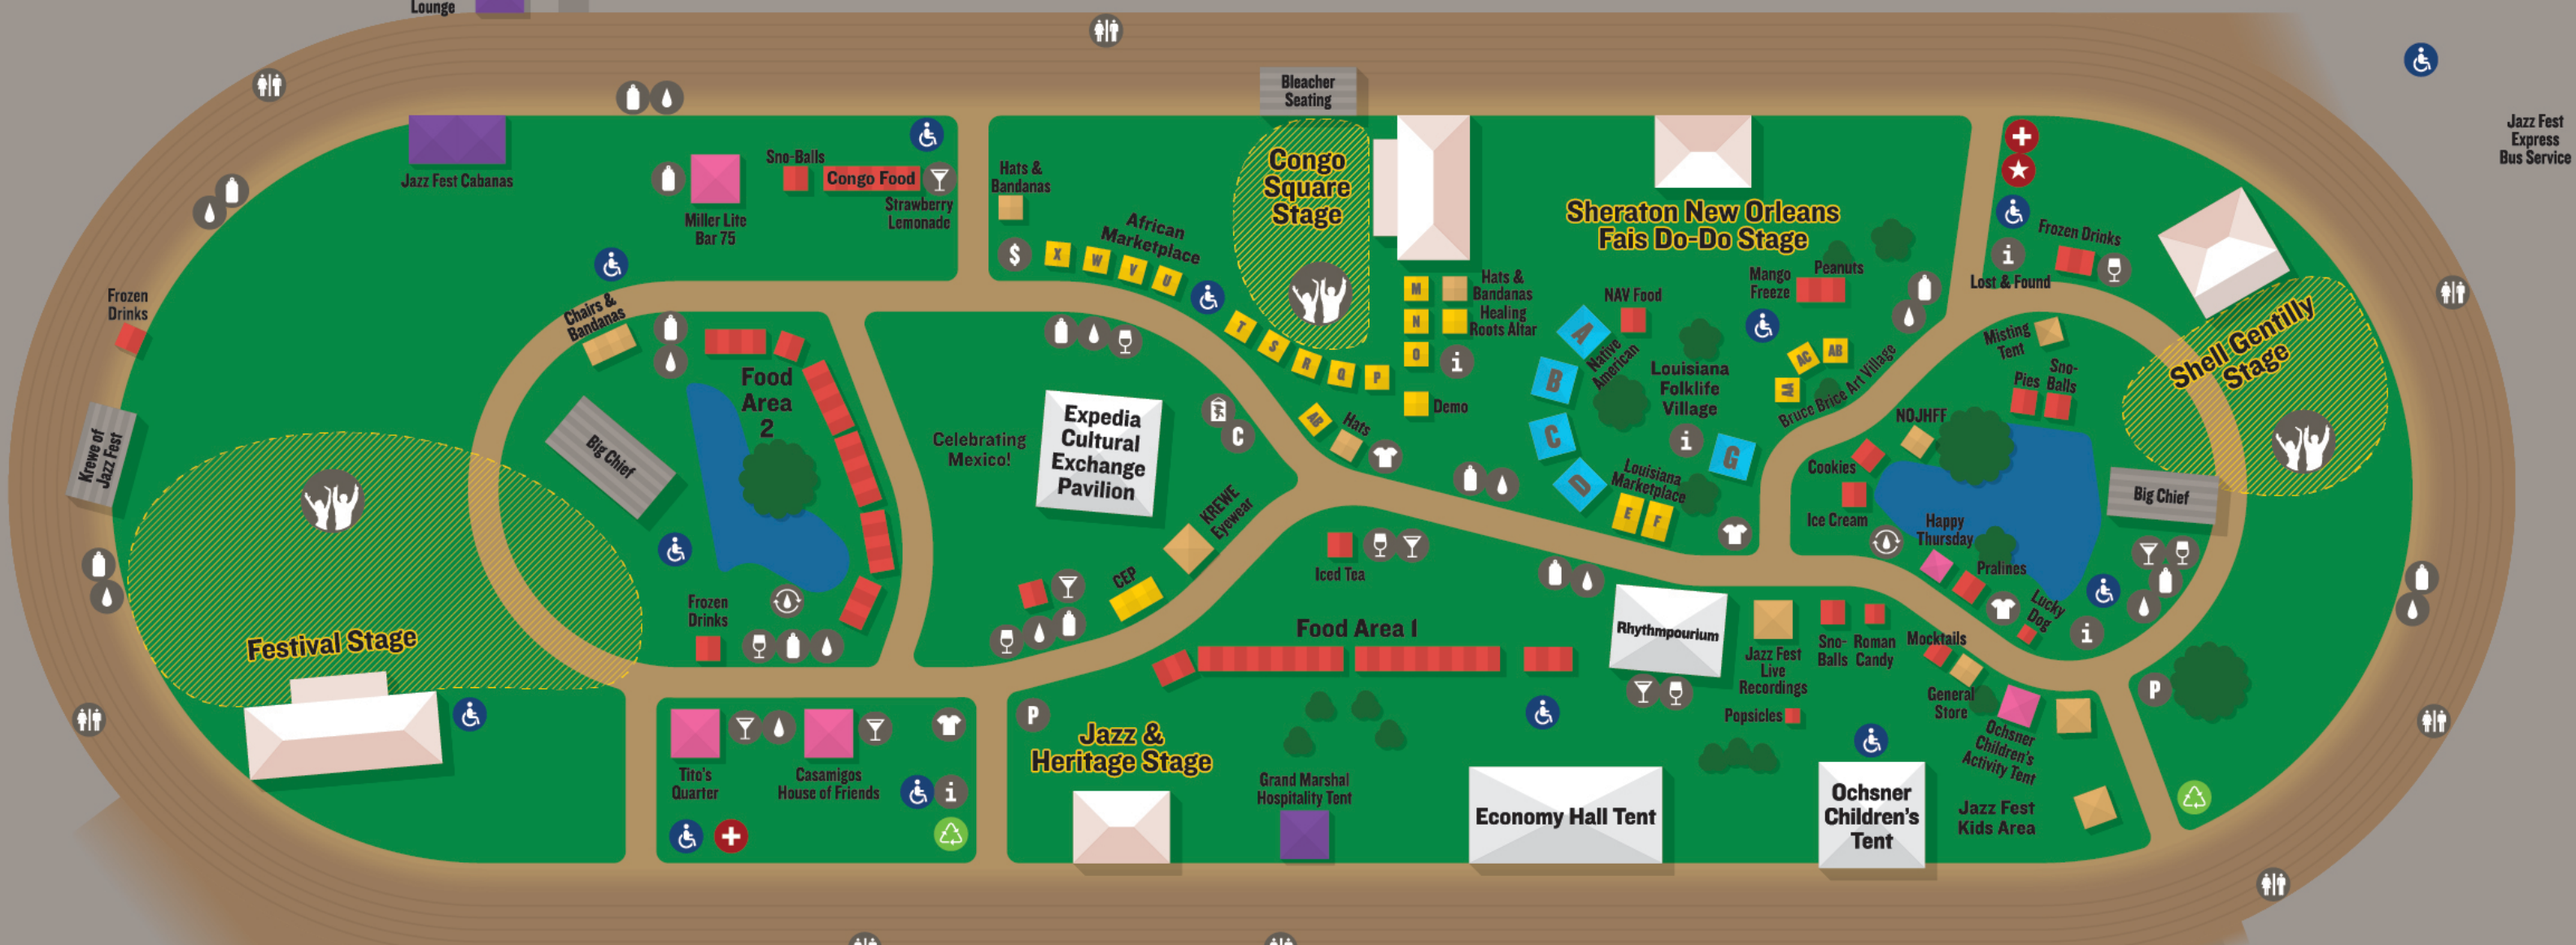 Lounge
Bleacher
Seating
Jazz Fest
Express
Bus Service
Jazz Fest Cabanas
Miller Lite
Bar 75
Sno-Balls
Congo Food
Strawberry
Lemonade
Hats &
Bandanas
$
African
Marketplace
X
W
V
U
T
S
R
Q
P
Congo
Square
Stage
M
N
O
Hats &
Bandanas
Healing
Roots Altar
i
Demo
Sheraton New Orleans
Fais Do-Do Stage
Mango
Freeze
Peanuts
NAV Food
A
B
C
D
Native
American
Louisiana
Folklife
Village
i
G
Louisiana
Marketplace
E
F
AA
AC
AB
Bruce Brice Art Village
i
Lost & Found
Frozen Drinks
Shell Gentilly
Stage
Misting
Tent
Pies
Sno-
Balls
NOJHFF
Cookies
Ice Cream
Happy
Thursday
Pralines
Lucky
Dog
i
Big Chief
Frozen
Drinks
Krewe of
Jazz Fest
Festival Stage
Chairs &
Bandanas
Big Chief
Food
Area
2
Frozen
Drinks
Celebrating
Mexico!
Expedia
Cultural
Exchange
Pavilion
C
KREWE
Eyewear
CEP
AG
Hats
Iced Tea
Food Area 1
Rhythmpourium
Jazz Fest
Live
Recordings
Sno-
Balls
Roman
Candy
Popsicles
Mocktails
General
Store
Ochsner
Children's
Activity Tent
Jazz Fest
Kids Area
P
Tito's
Quarter
Casamigos
House of Friends
i
P
Jazz &
Heritage Stage
Grand Marshal
Hospitality Tent
Economy Hall Tent
Ochsner
Children's
Tent